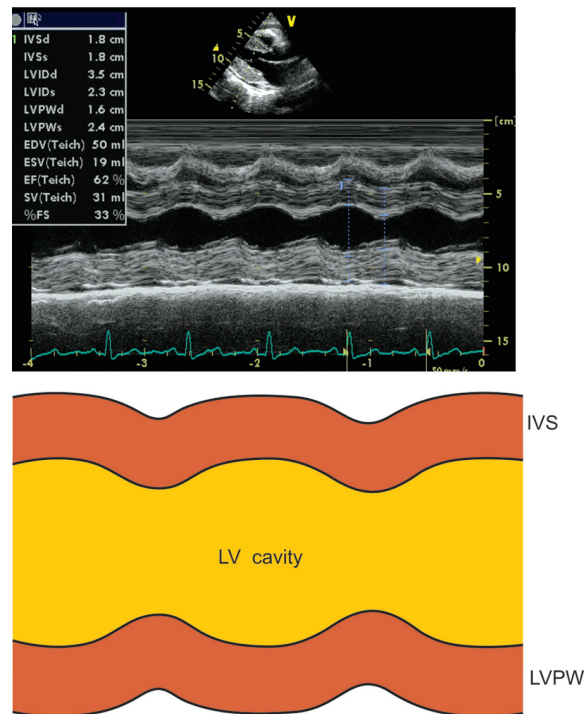 V
1 IVSd 1.8 cm
IVSs 1.8 cm
LVIDd 3.5 cm
LVIDs 2.3 cm
LVPWd 1.6 cm
LVPWs 2.4 cm
EDV(Teich) 50 ml
ESV(Teich) 19 ml
EF(Teich) 62 %
SV(Teich) 31 ml
%FS 33 %
5
10
15
[cm]
5
10
15
1
-4 -3 -2 -1 0
IVS
LV cavity
LVPW